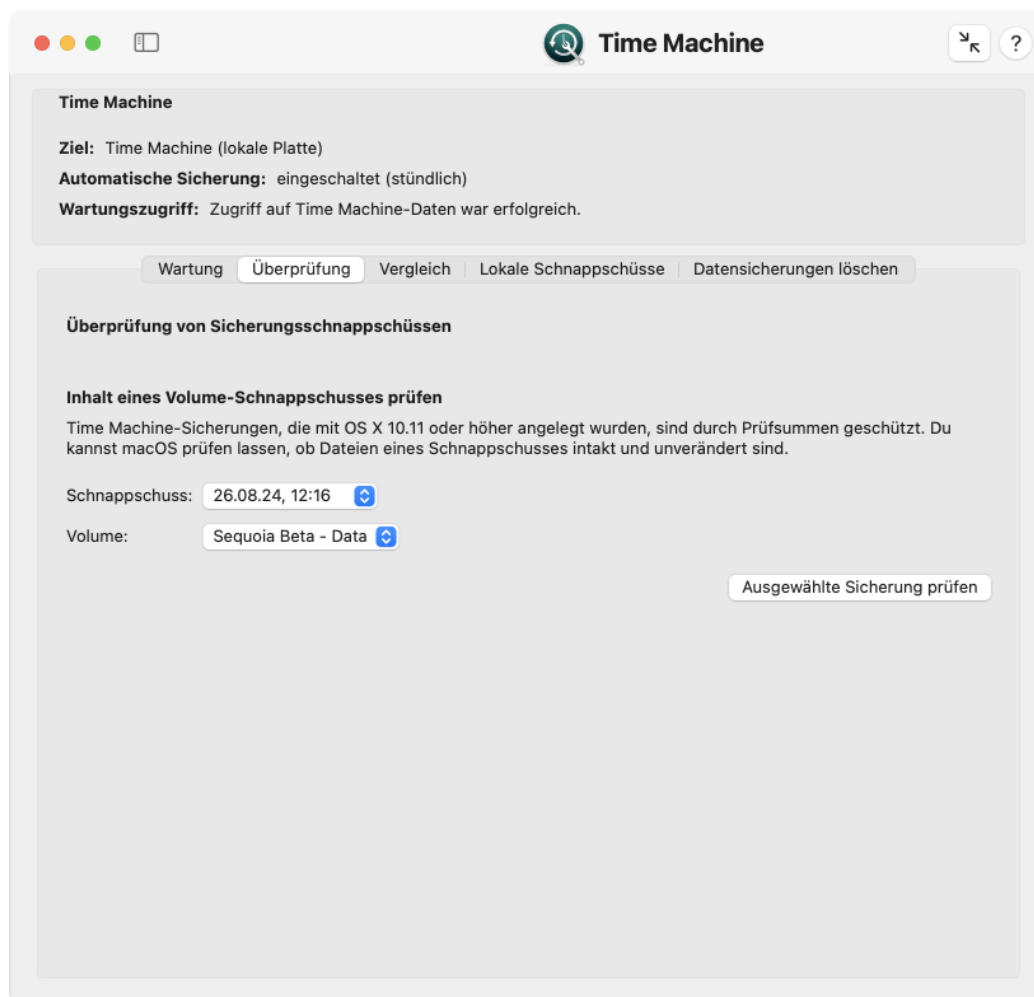 Time Machine
?
Time Machine
Ziel: Time Machine (lokale Platte)
Automatische Sicherung: eingeschaltet (stündlich)
Wartungszugriff: Zugriff auf Time Machine-Daten war erfolgreich.
Wartung Überprüfung Vergleich Lokale Schnappschüsse Datensicherungen löschen
Überprüfung von Sicherungsschnappschüssen
Inhalt eines Volume-Schnappschusses prüfen
Time Machine-Sicherungen, die mit OS X 10.11 oder höher angelegt wurden, sind durch Prüfsummen geschützt. Du
kannst macOS prüfen lassen, ob Dateien eines Schnappschusses intakt und unverändert sind.
Schnappschuss: 26.08.24, 12:16
Volume: Sequoia Beta - Data
Ausgewählte Sicherung prüfen